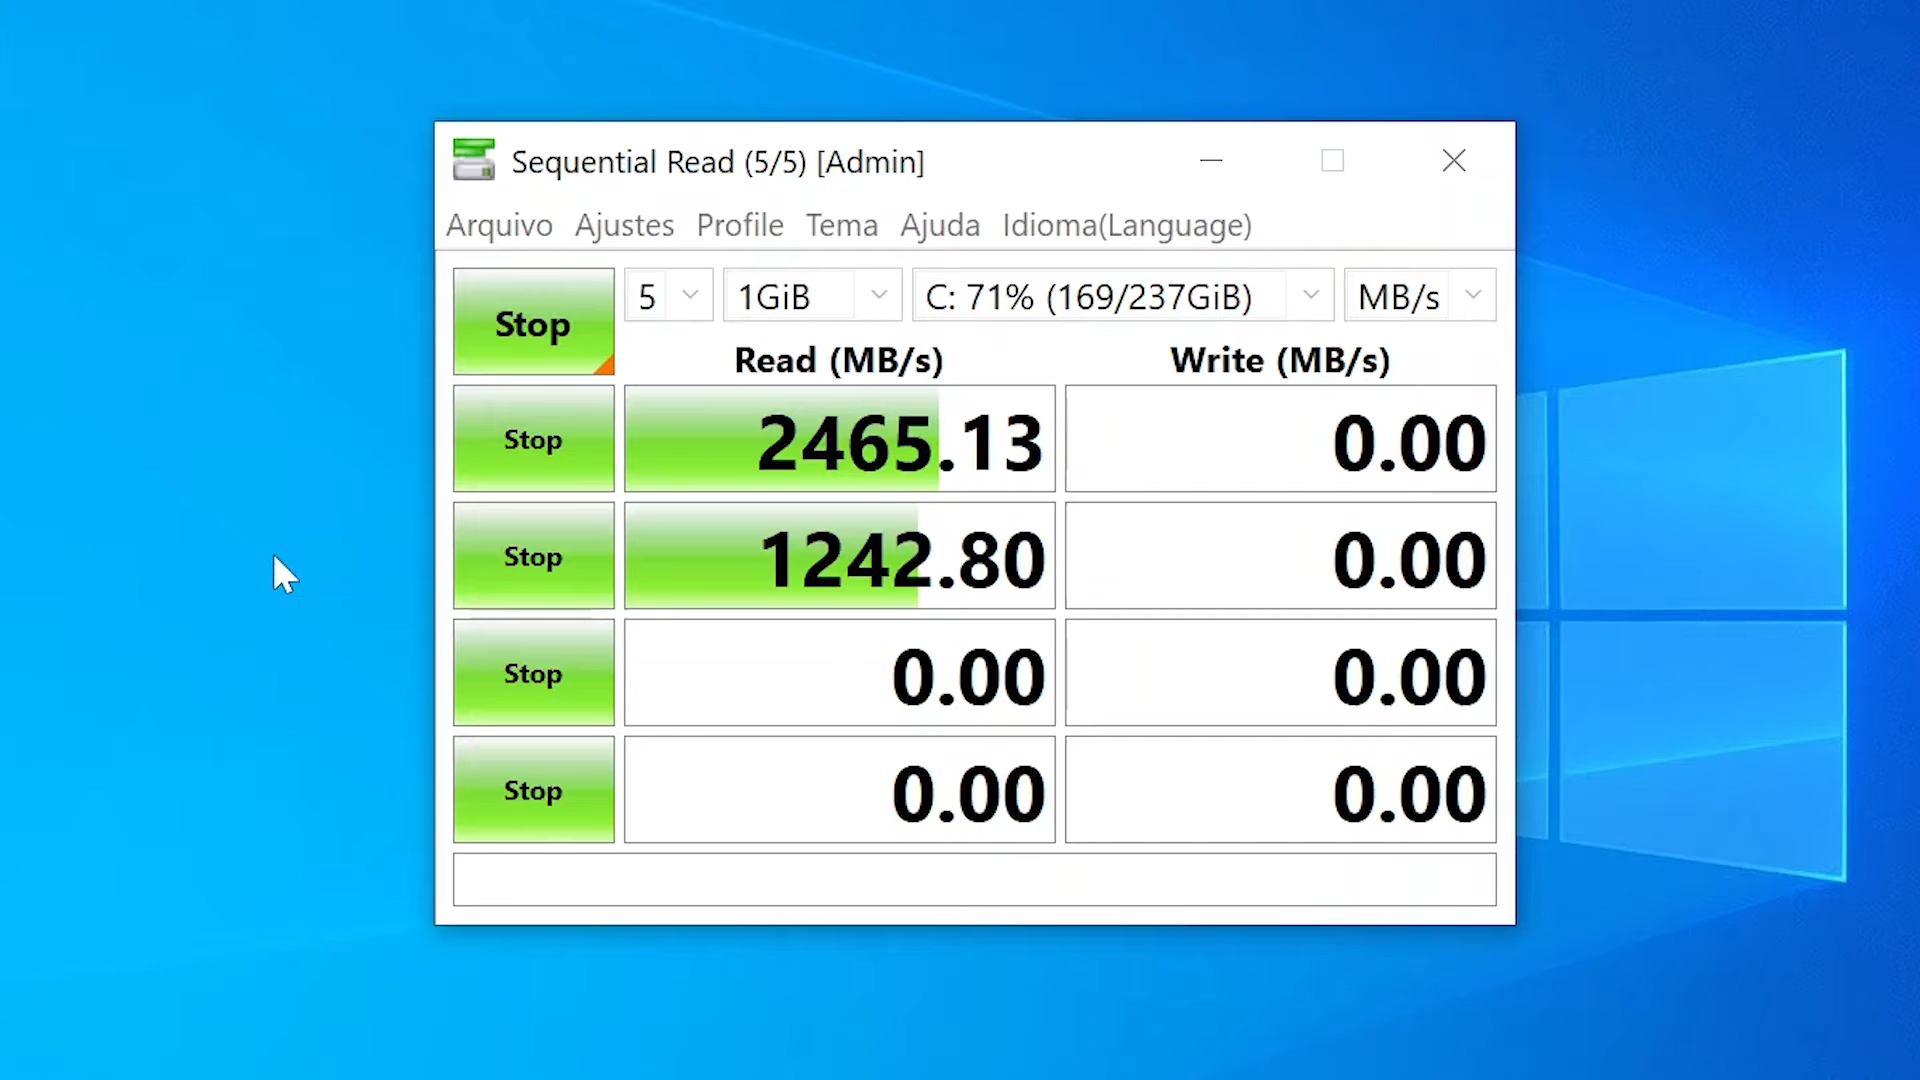 Sequential Read (5/5) [Admin]
Arquivo Ajustes Profile Tema Ajuda Idioma(Language)
Stop 5 1GiB C: 71% (169/237GiB) MB/s
Read (MB/s) Write (MB/s)
Stop 2465.13 0.00
Stop 1242.80 0.00
Stop 0.00 0.00
Stop 0.00 0.00